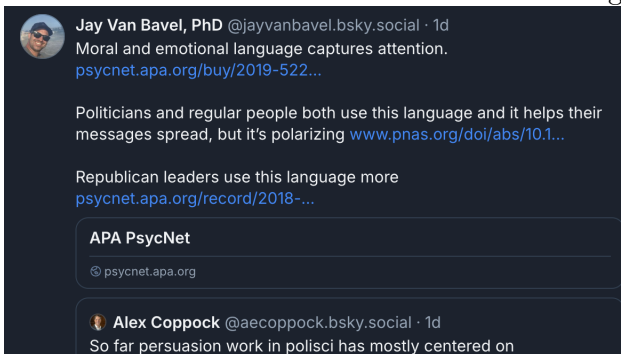 Jay Van Bavel, PhD @jayvanbavel.bsky.social · 1d
Moral and emotional language captures attention.
psycnet.apa.org/buy/2019-522...
Politicians and regular people both use this language and it helps their
messages spread, but it’s polarizing www.pnas.org/doi/abs/10.1...
Republican leaders use this language more
psycnet.apa.org/record/2018-...
APA PsycNet
psycnet.apa.org
Alex Coppock @aecoppock.bsky.social · 1d
So far persuasion work in polisci has mostly centered on